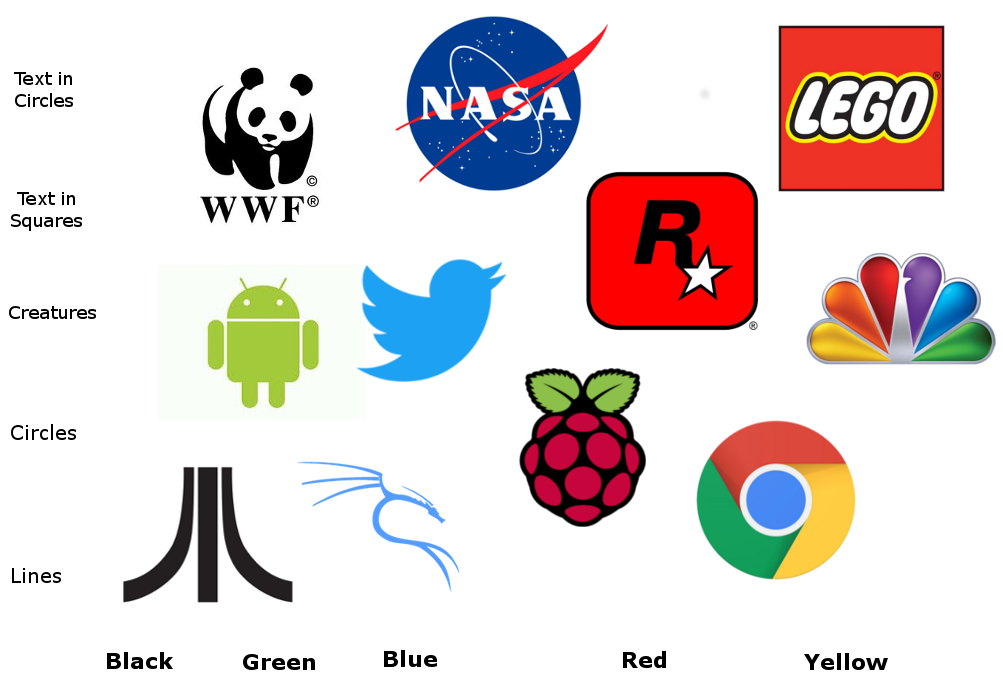 Text in
Circles
NASA
LEGO®
©
WWF®
Text in
Squares
R
®
Creatures
Circles
Lines
Black
Green
Blue
Red
Yellow